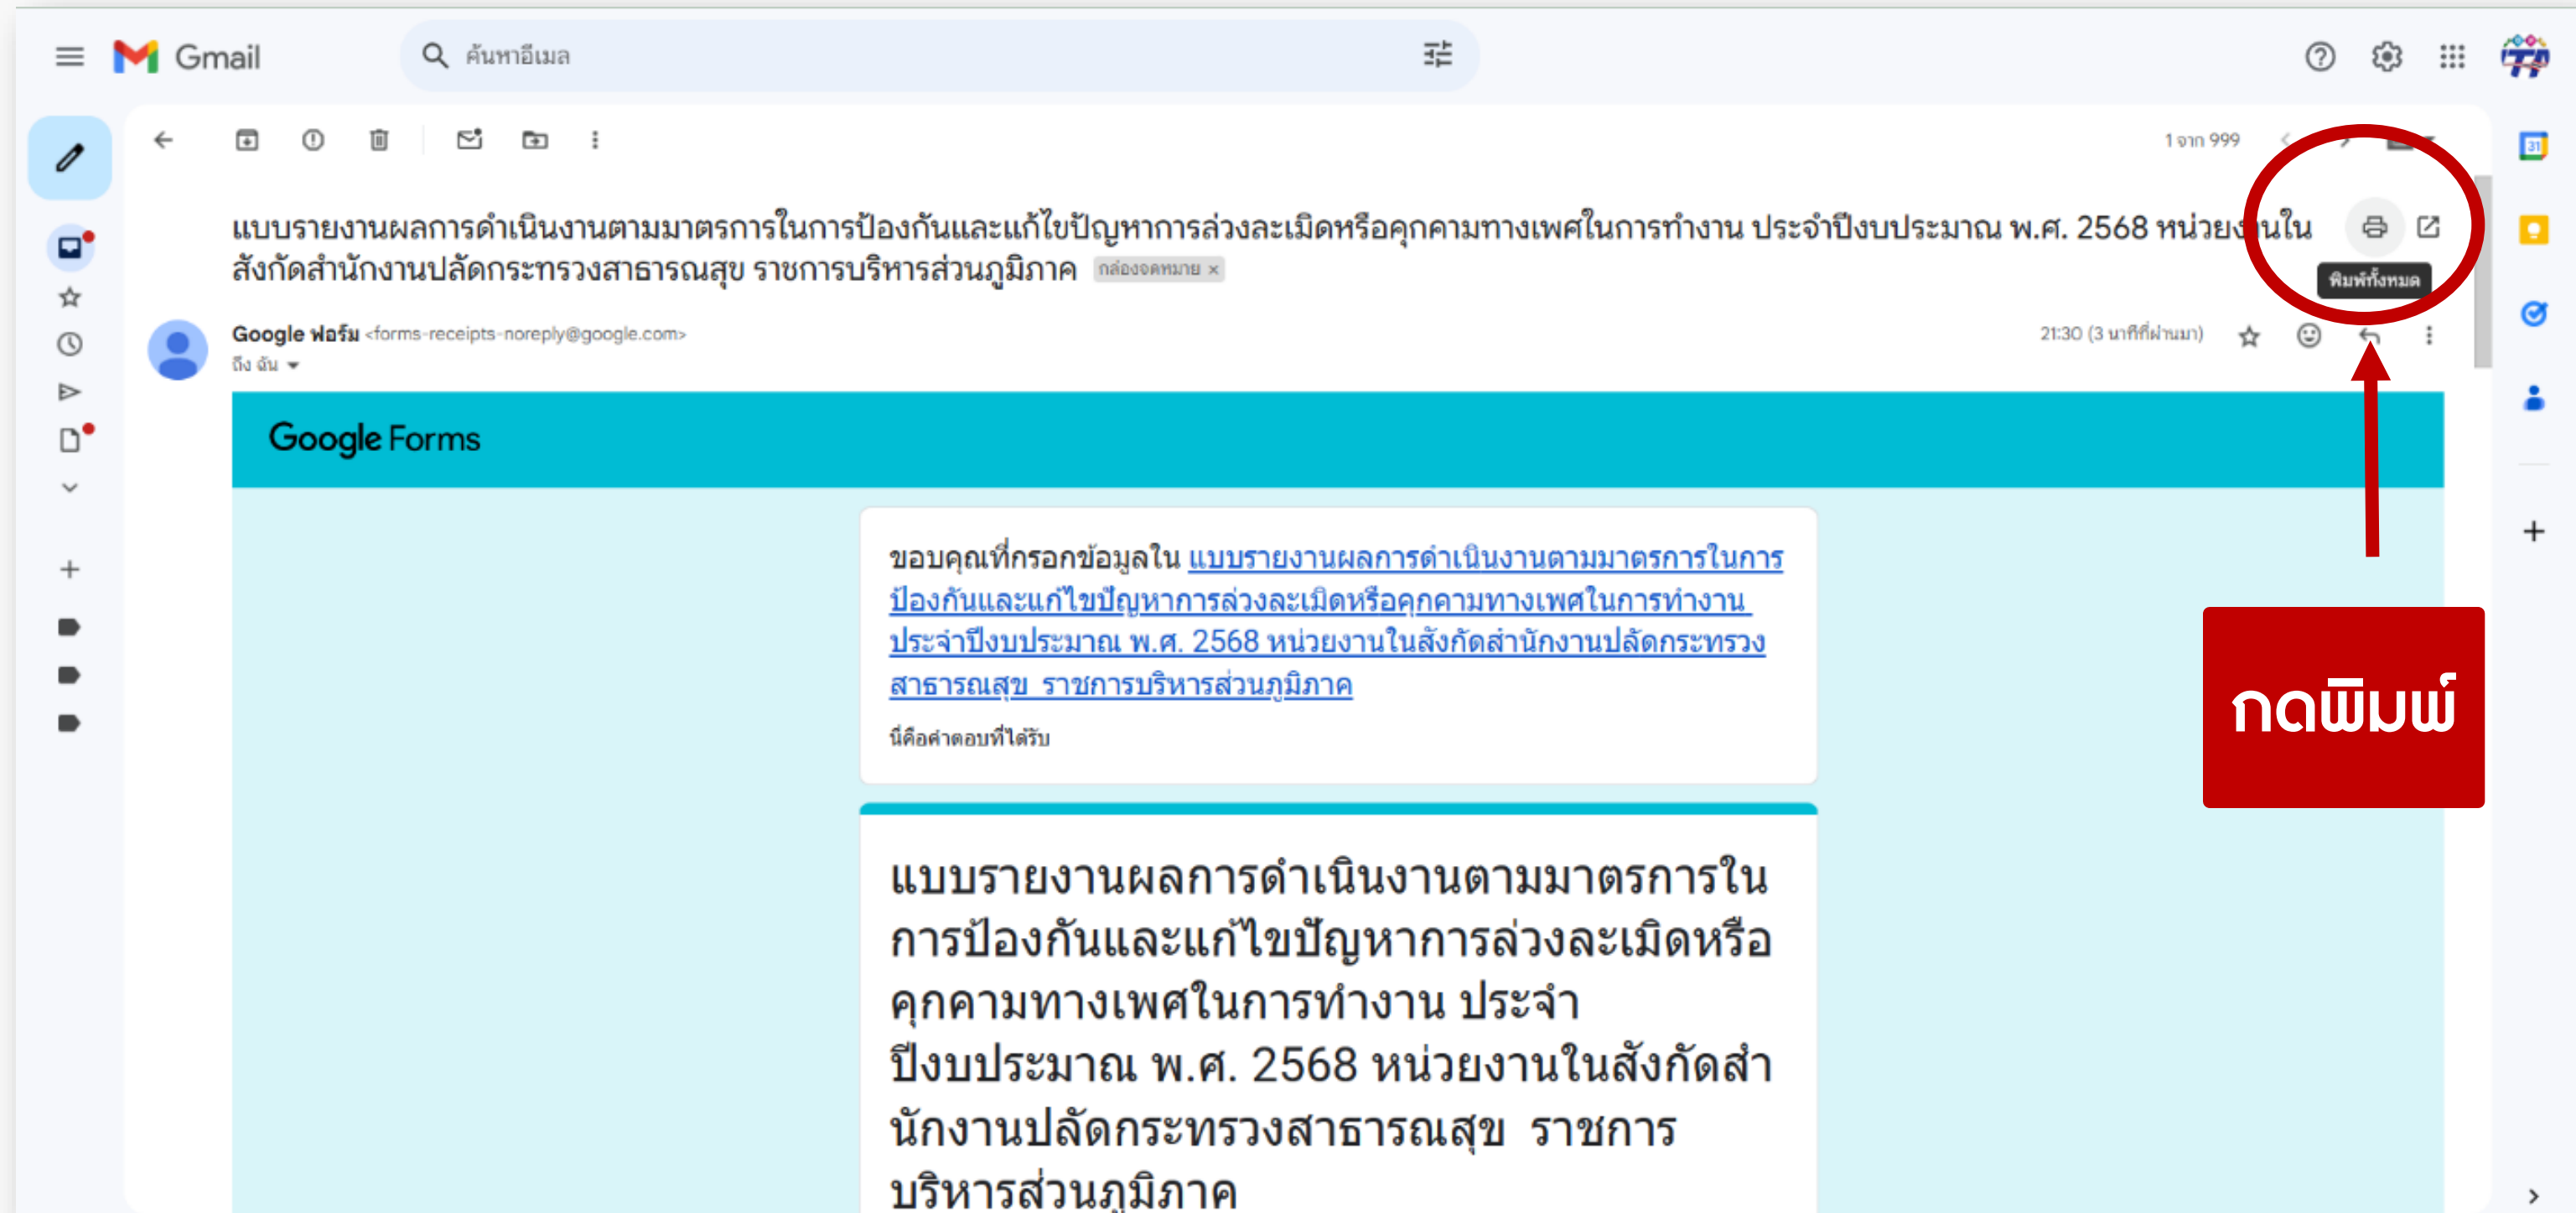 Gmail
ค้นหาอีเมล
1 จาก 999
แบบรายงานผลการดำเนินงานตามมาตรการในการป้องกันและแก้ไขปัญหาการล่วงละเมิดหรือคุกคามทางเพศในการทำงาน ประจำปีงบประมาณ พ.ศ. 2568 หน่วยงานใน
สังกัดสำนักงานปลัดกระทรวงสาธารณสุข ราชการบริหารส่วนภูมิภาค กล่องจดหมาย ×
พิมพ์ทั้งหมด
Google ฟอร์ม <forms-receipts-noreply@google.com>
21:30 (3 นาทีที่ผ่านมา)
ถึง ฉัน
31
Google Forms
ขอบคุณที่กรอกข้อมูลใน แบบรายงานผลการดำเนินงานตามมาตรการในการ
ป้องกันและแก้ไขปัญหาการล่วงละเมิดหรือคุกคามทางเพศในการทำงาน
ประจำปีงบประมาณ พ.ศ. 2568 หน่วยงานในสังกัดสำนักงานปลัดกระทรวง
สาธารณสุข ราชการบริหารส่วนภูมิภาค
นี่คือคำตอบที่ได้รับ
กดพิมพ์
แบบรายงานผลการดำเนินงานตามมาตรการใน
การป้องกันและแก้ไขปัญหาการล่วงละเมิดหรือ
คุกคามทางเพศในการทำงาน ประจำ
ปีงบประมาณ พ.ศ. 2568 หน่วยงานในสังกัดสำ
นักงานปลัดกระทรวงสาธารณสุข ราชการ
บริหารส่วนภูมิภาค